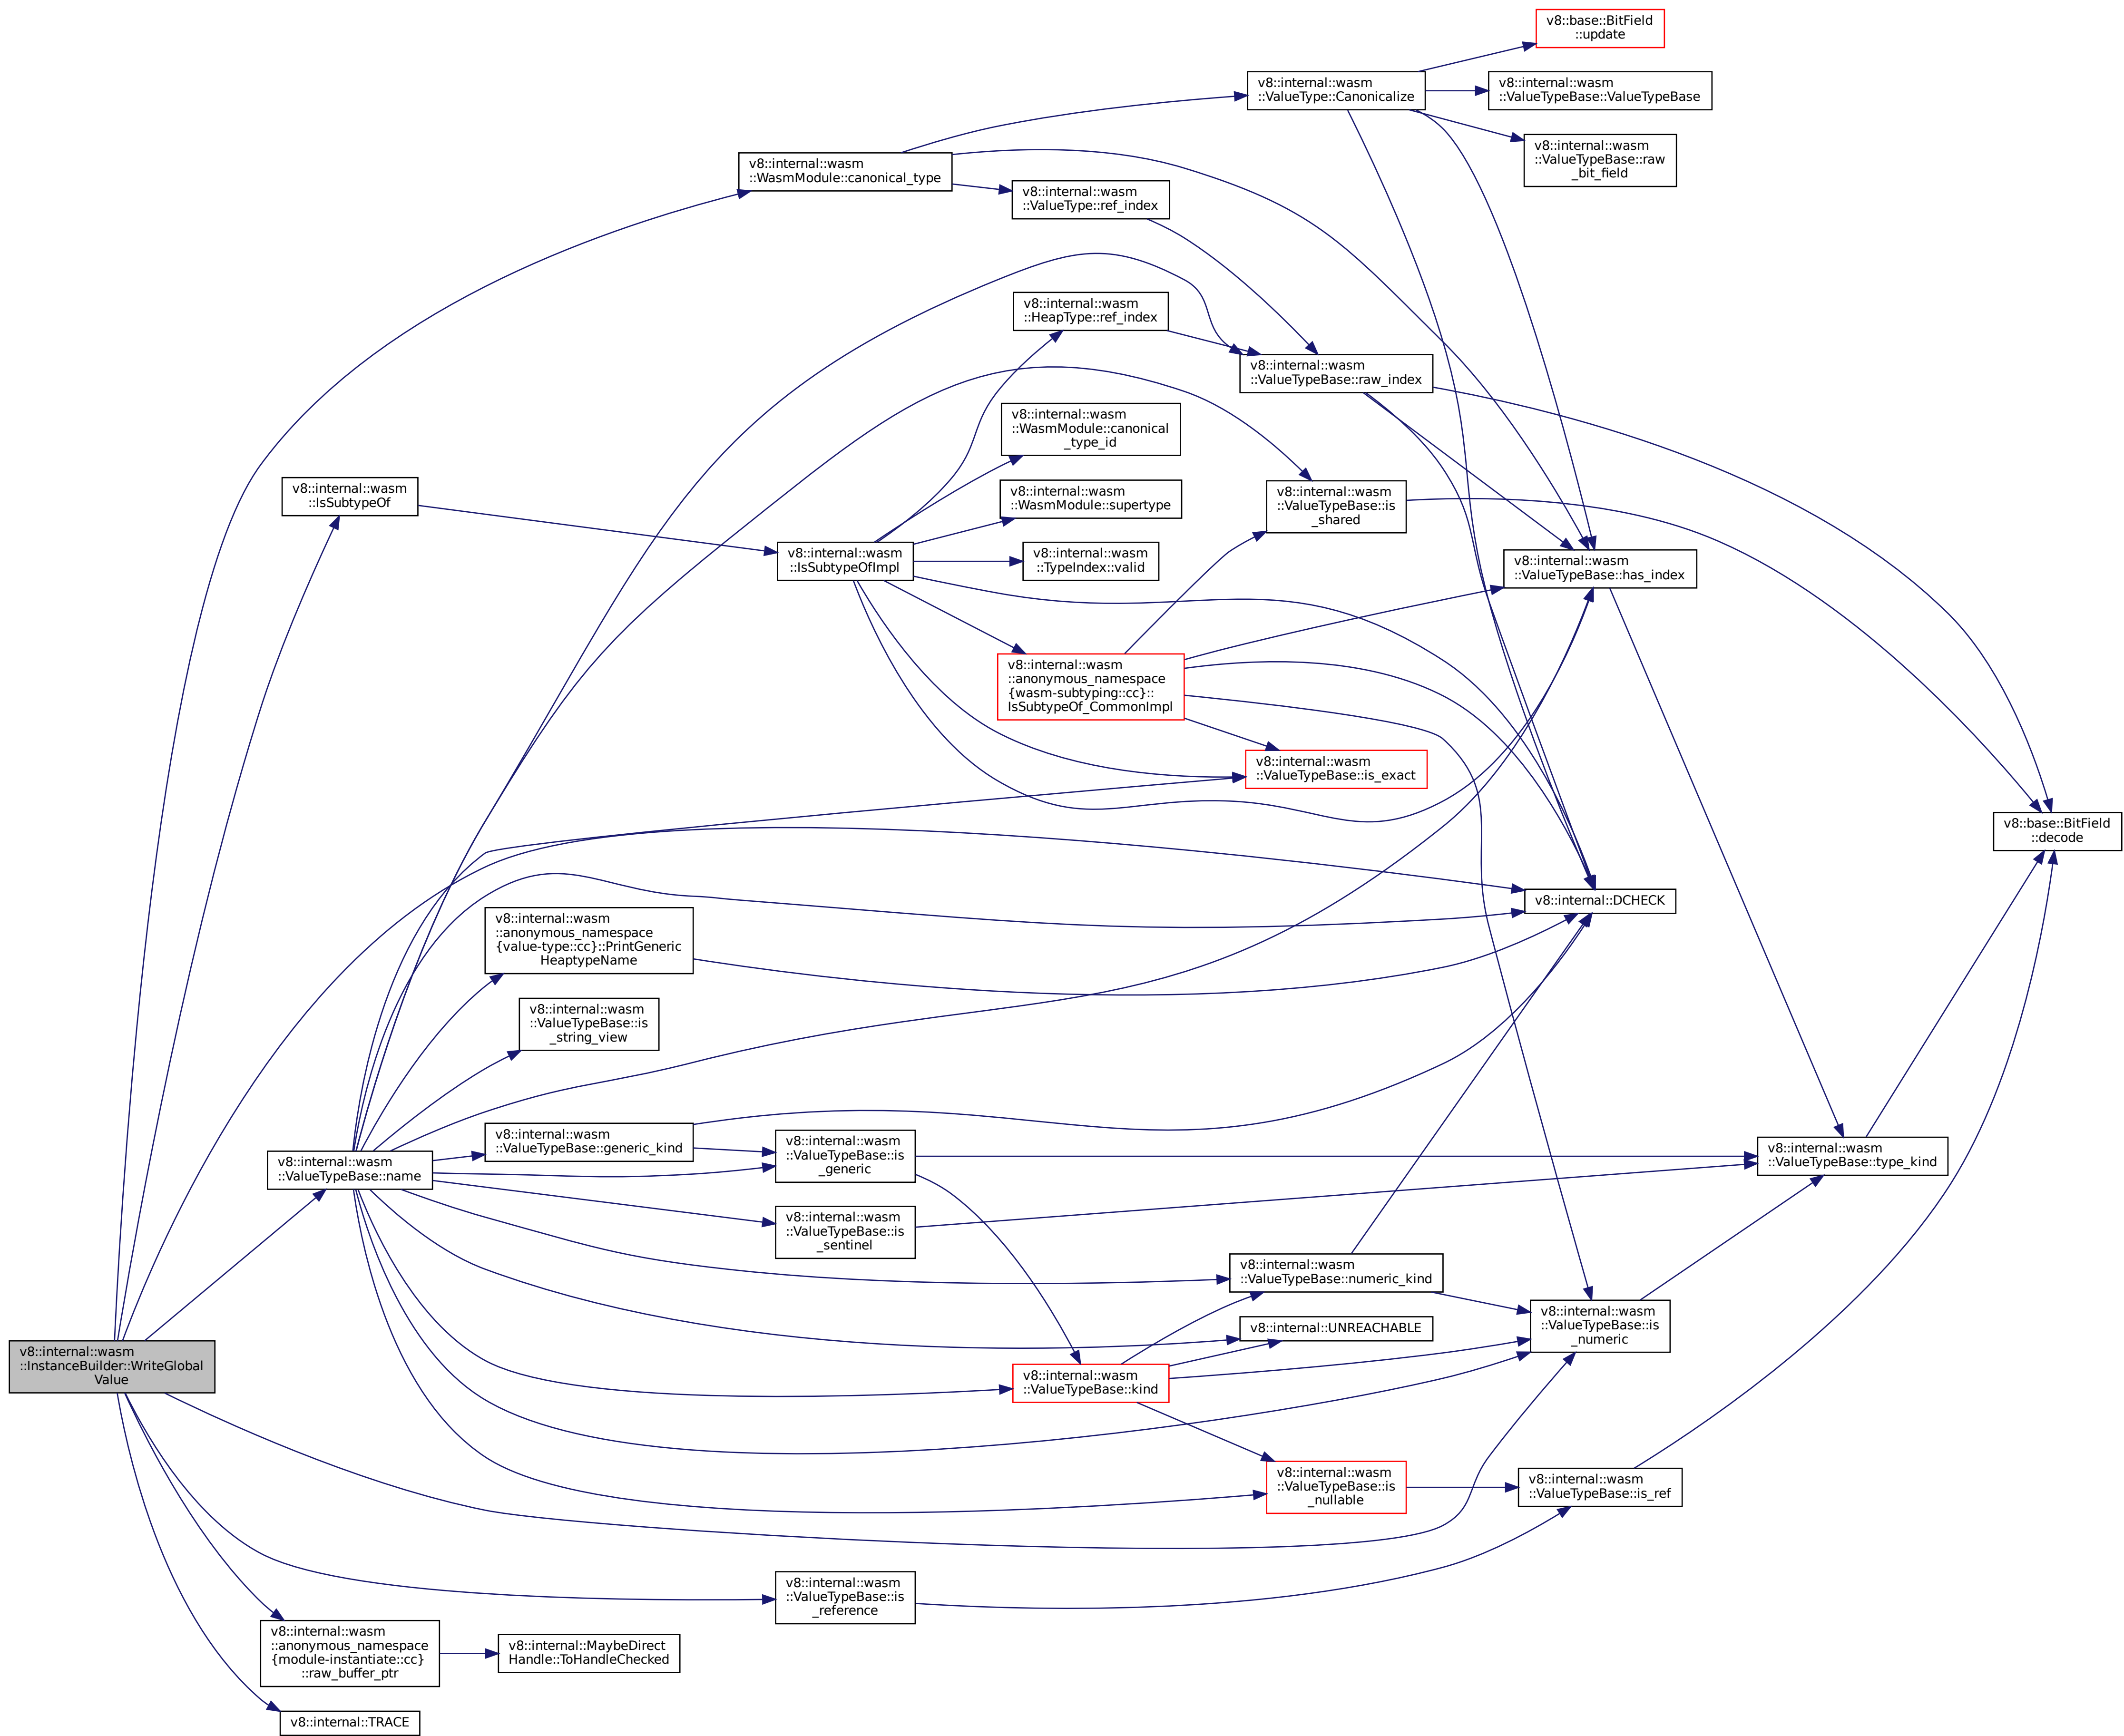 v8::base::BitField
::update
v8::internal::wasm
::ValueType::Canonicalize
v8::internal::wasm
::ValueTypeBase::ValueTypeBase
v8::internal::wasm
::ValueTypeBase::raw
_bit_field
v8::internal::wasm
::WasmModule::canonical_type
v8::internal::wasm
::ValueType::ref_index
v8::internal::wasm
::HeapType::ref_index
v8::internal::wasm
::ValueTypeBase::raw_index
v8::internal::wasm
::WasmModule::canonical
_type_id
v8::internal::wasm
::IsSubtypeOf
v8::internal::wasm
::WasmModule::supertype
v8::internal::wasm
::ValueTypeBase::is
_shared
v8::internal::wasm
::IsSubtypeOfImpl
v8::internal::wasm
::TypeIndex::valid
v8::internal::wasm
::ValueTypeBase::has_index
v8::internal::wasm
::anonymous_namespace
{wasm-subtyping::cc}::
IsSubtypeOf_CommonImpl
v8::internal::wasm
::ValueTypeBase::is_exact
v8::base::BitField
::decode
v8::internal::DCHECK
v8::internal::wasm
::anonymous_namespace
{value-type::cc}::PrintGeneric
HeaptypeName
v8::internal::wasm
::ValueTypeBase::is
_string_view
v8::internal::wasm
::ValueTypeBase::name
v8::internal::wasm
::ValueTypeBase::generic_kind
v8::internal::wasm
::ValueTypeBase::is
_generic
v8::internal::wasm
::ValueTypeBase::type_kind
v8::internal::wasm
::ValueTypeBase::is
_sentinel
v8::internal::wasm
::ValueTypeBase::numeric_kind
v8::internal::UNREACHABLE
v8::internal::wasm
::ValueTypeBase::is
_numeric
v8::internal::wasm
::InstanceBuilder::WriteGlobal
Value
v8::internal::wasm
::ValueTypeBase::kind
v8::internal::wasm
::ValueTypeBase::is
_nullable
v8::internal::wasm
::ValueTypeBase::is_ref
v8::internal::wasm
::ValueTypeBase::is
_reference
v8::internal::wasm
::anonymous_namespace
{module-instantiate::cc}
::raw_buffer_ptr
v8::internal::MaybeDirect
Handle::ToHandleChecked
v8::internal::TRACE